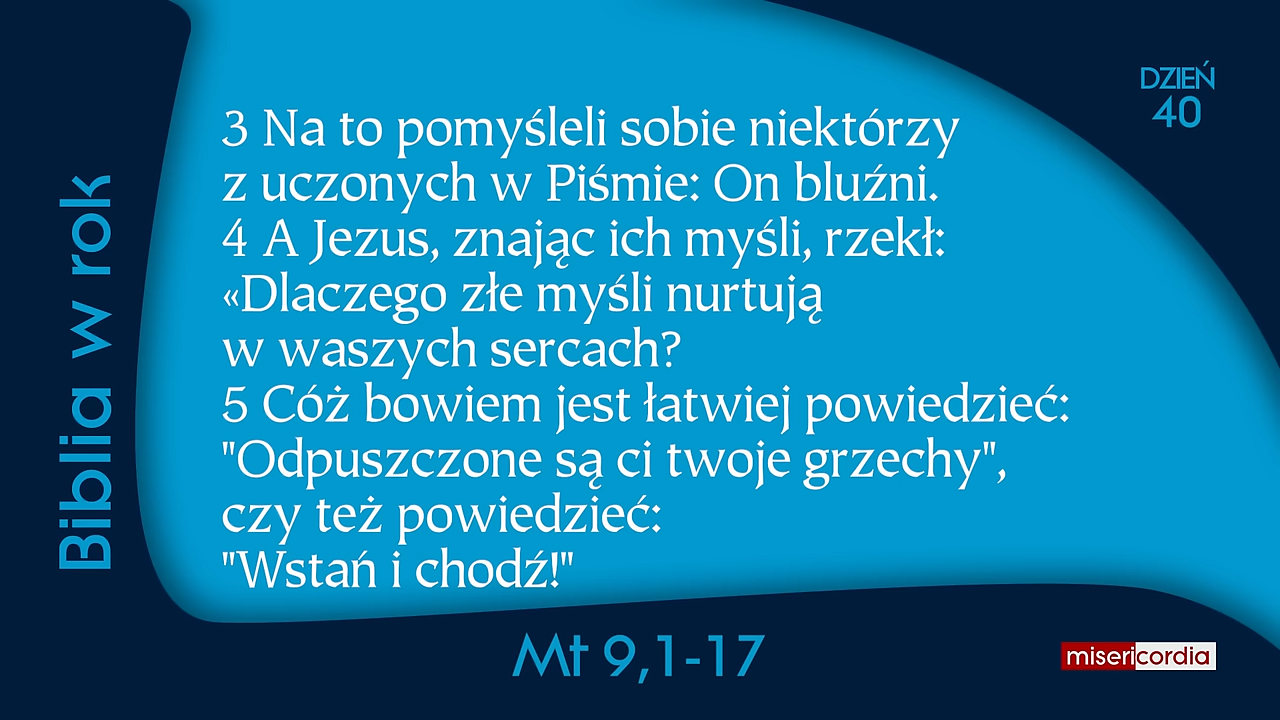 DZIEŃ
40
3 Na to pomyśleli sobie niektórzy
z uczonych w Piśmie: On bluźni.
4 A Jezus, znając ich myśli, rzekł:
«Dlaczego złe myśli nurtują
w waszych sercach?
5 Cóż bowiem jest łatwiej powiedzieć:
"Odpuszczone są ci twoje grzechy",
czy też powiedzieć:
"Wstań i chodź!"
Biblia w rok
Mt 9,1-17
misericordia